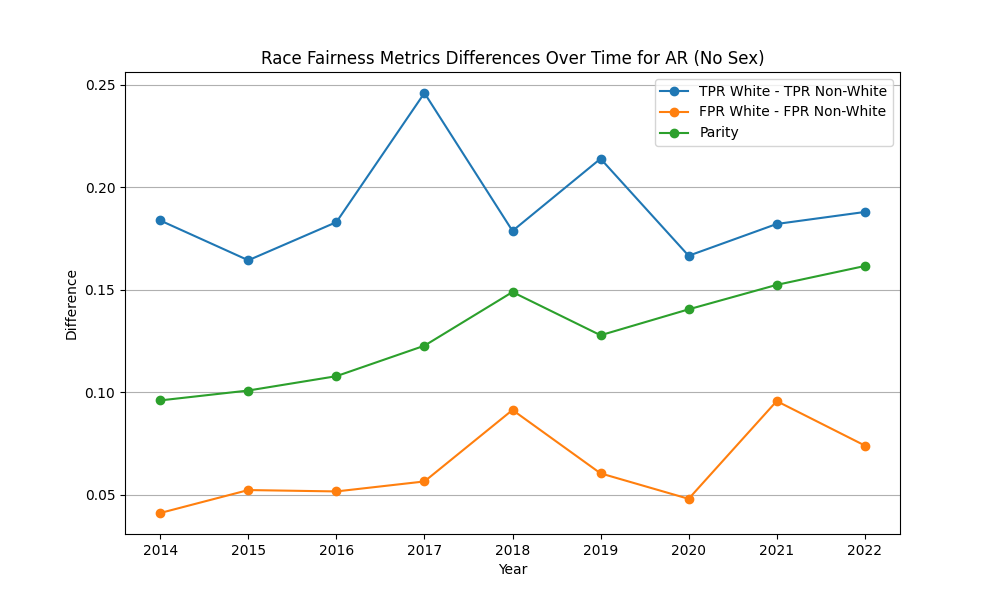 Race Fairness Metrics Differences Over Time for AR (No Sex)
TPR White - TPR Non-White
FPR White - FPR Non-White
Parity
Difference
0.25
0.20
0.15
0.10
0.05
2014 2015 2016 2017 2018 2019 2020 2021 2022
Year